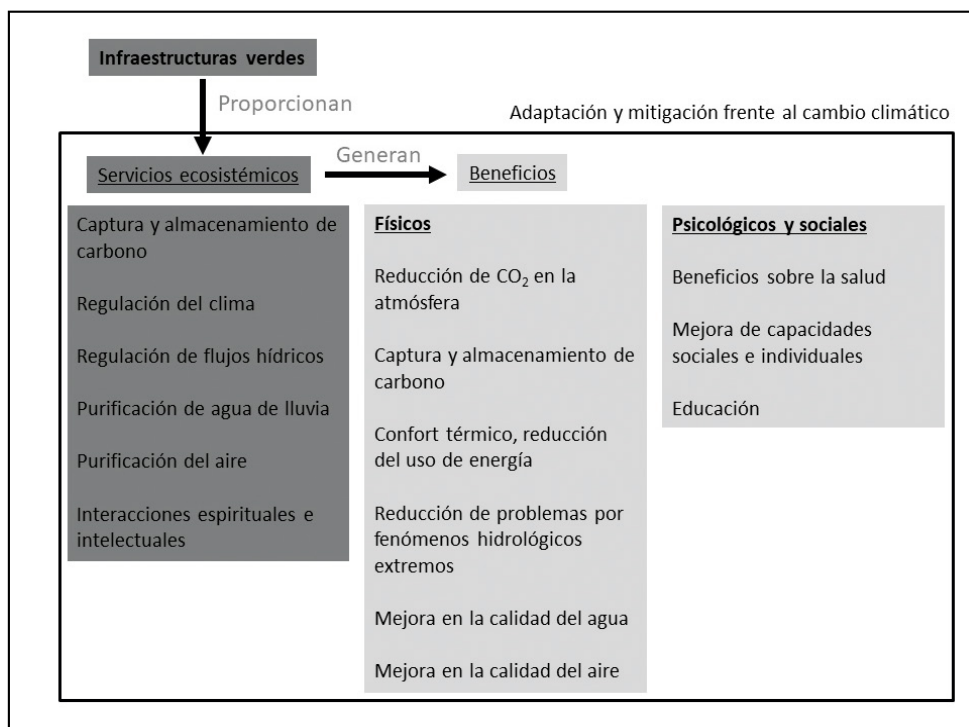 Infraestructuras verdes
Proporcionan
Adaptación y mitigación frente al cambio climático
Servicios ecosistémicos
Generan
Beneficios
Captura y almacenamiento de
carbono
Regulación del clima
Regulación de flujos hídricos
Purificación de agua de lluvia
Purificación del aire
Interacciones espirituales e
intelectuales
Físicos
Reducción de CO₂ en la
atmósfera
Captura y almacenamiento de
carbono
Confort térmico, reducción
del uso de energía
Reducción de problemas por
fenómenos hidrológicos
extremos
Mejora en la calidad del agua
Mejora en la calidad del aire
Psicológicos y sociales
Beneficios sobre la salud
Mejora de capacidades
sociales e individuales
Educación